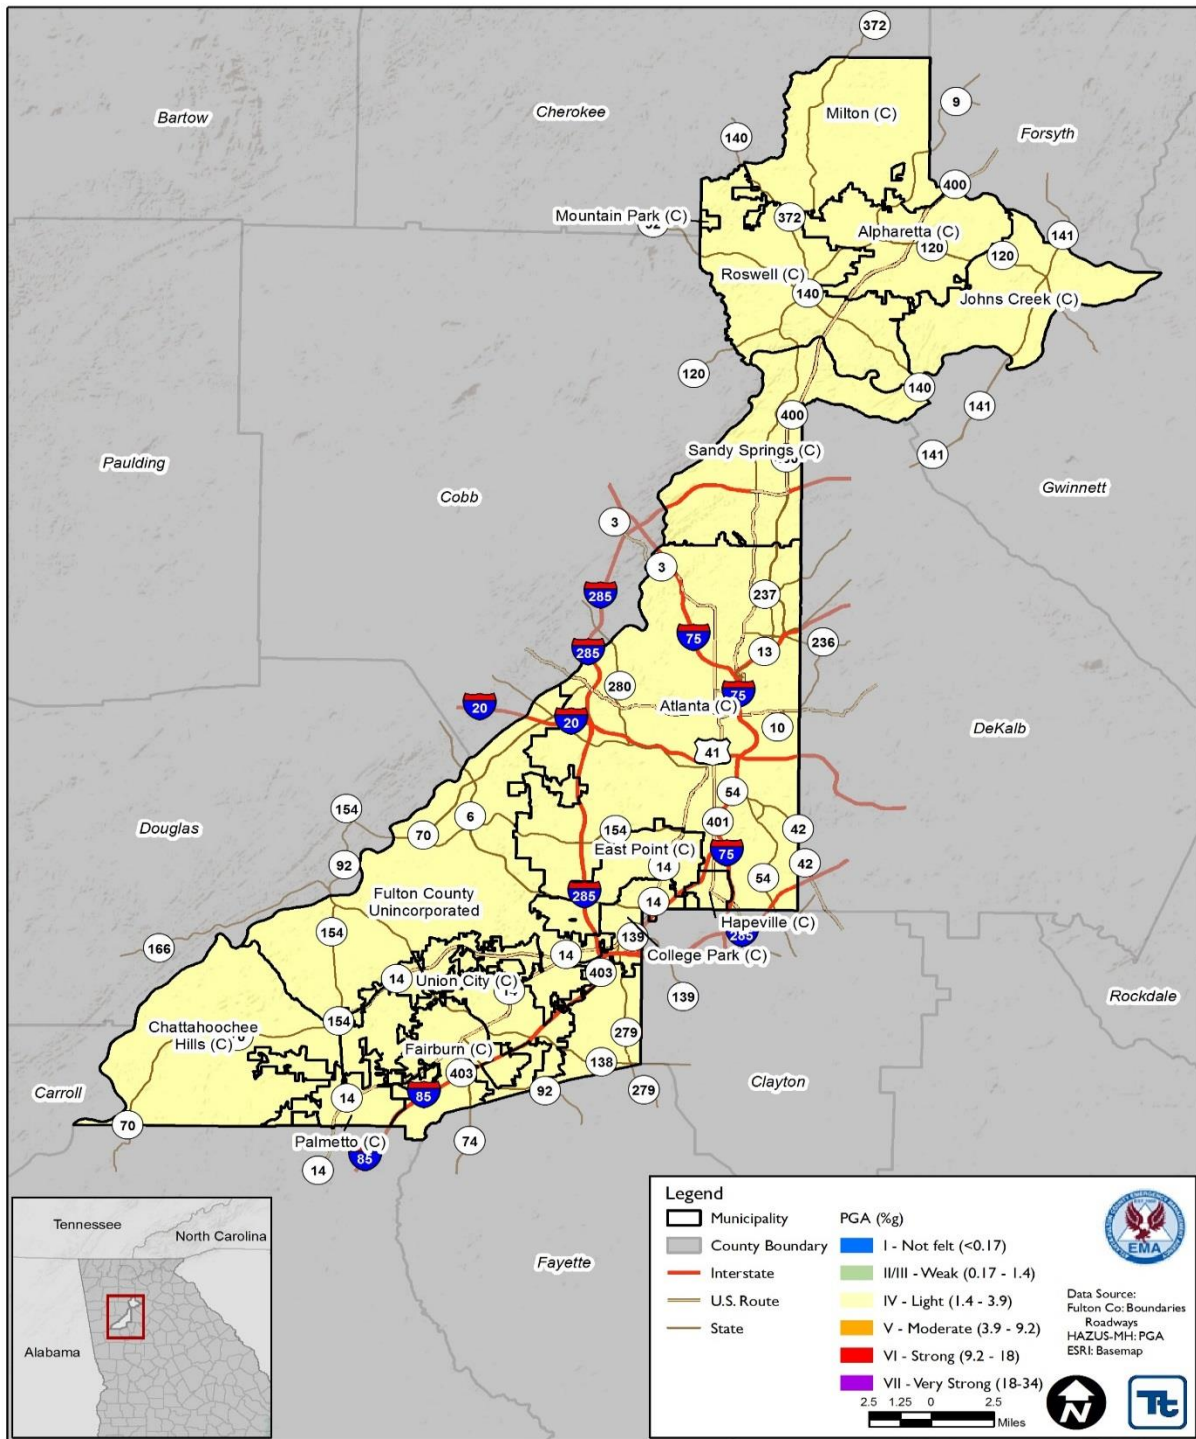 372
Bartow
Cherokee
9
Milton (C)
Forsyth
140
400
Mountain Park (C)
372
Alpharetta (C)
141
120
120
Roswell (C)
140
Johns Creek (C)
120
140
141
400
Sandy Springs (C)
141
Paulding
Cobb
Gwinnett
3
3
285
237
75
236
285
13
280
75
20
20
Atlanta (C)
10
41
DeKalb
54
154
6
401
42
Douglas
70
154
East Point (C)
75
42
92
14
54
Fulton County
Unincorporated
285
14
Hapeville (C)
154
139
285
166
14
College Park (C)
14
Union City (C)
403
139
Rockdale
154
Chattahoochee
Hills (C)
279
Fairburn (C)
403
138
Clayton
Carroll
14
85
92
279
70
Palmetto (C)
74
85
14
Fayette
Tennessee
North Carolina
Alabama
Legend
Municipality
County Boundary
Interstate
U.S. Route
State
PGA (%g)
I - Not felt (<0.17)
II/III - Weak (0.17 - 1.4)
IV - Light (1.4 - 3.9)
V - Moderate (3.9 - 9.2)
VI - Strong (9.2 - 18)
VII - Very Strong (18-34)
EMA
Data Source:
Fulton Co: Boundaries
Roadways
HAZUS-MH: PGA
ESRI: Basemap
2.5 1.25 0 2.5
Miles
N
Tt